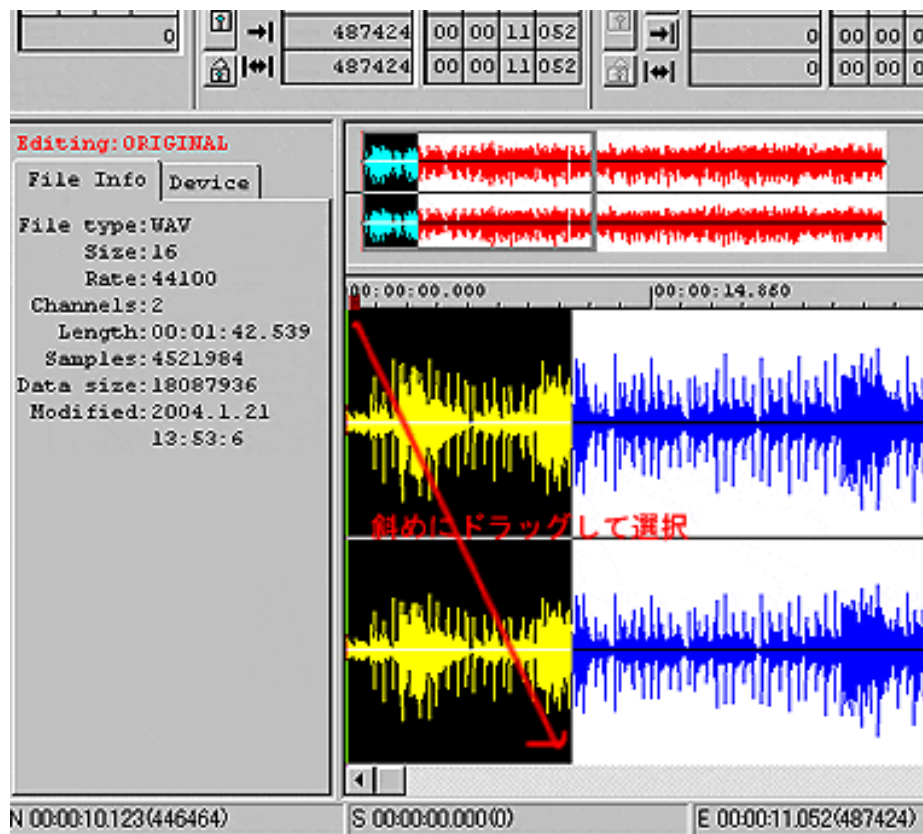 0
487424 00 00 11 052
0 00 00 0
487424 00 00 11 052
0 00 00 0
Editing:ORIGINAL
File Info Device
File type:WAV
Size:16
Rate:44100
Channels:2
Length:00:01:42.539
Samples:4521984
Data size:18087936
Modified:2004.1.21
13:53:6
00:00:00.000 00:00:14.860
斜めにドラッグして選択
N 00:00:10.123(446464) S 00:00:00.000(0) E 00:00:11.052(487424)